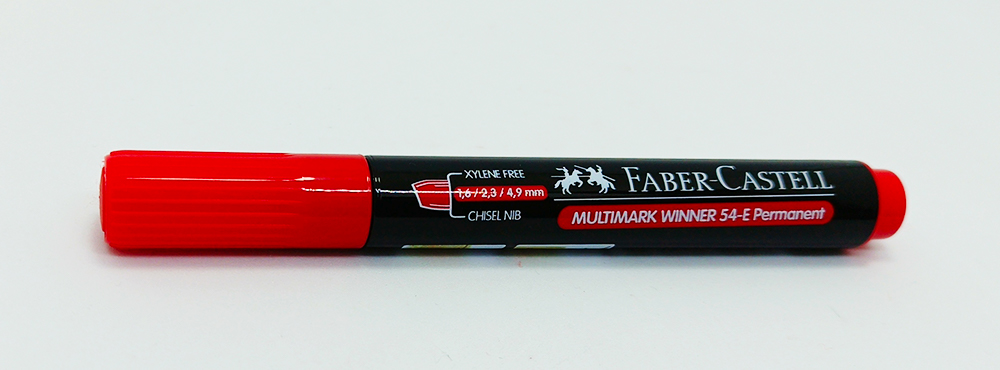 XYLENE FREE
1,6 / 2,3 / 4,9 mm
CHISEL NIB
FABER-CASTELL
MULTIMARK WINNER 54-E Permanent